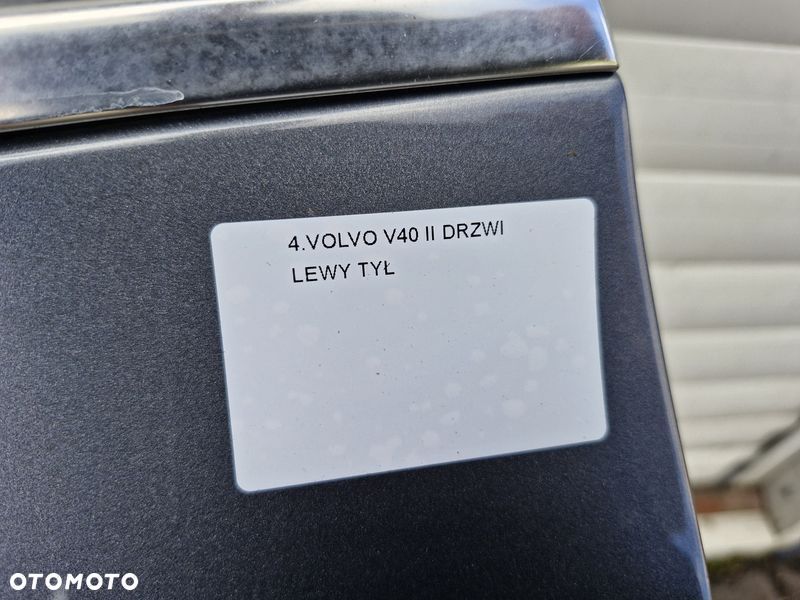 4.VOLVO V40 II DRZWI
LEWY TYŁ
OTOMOTO